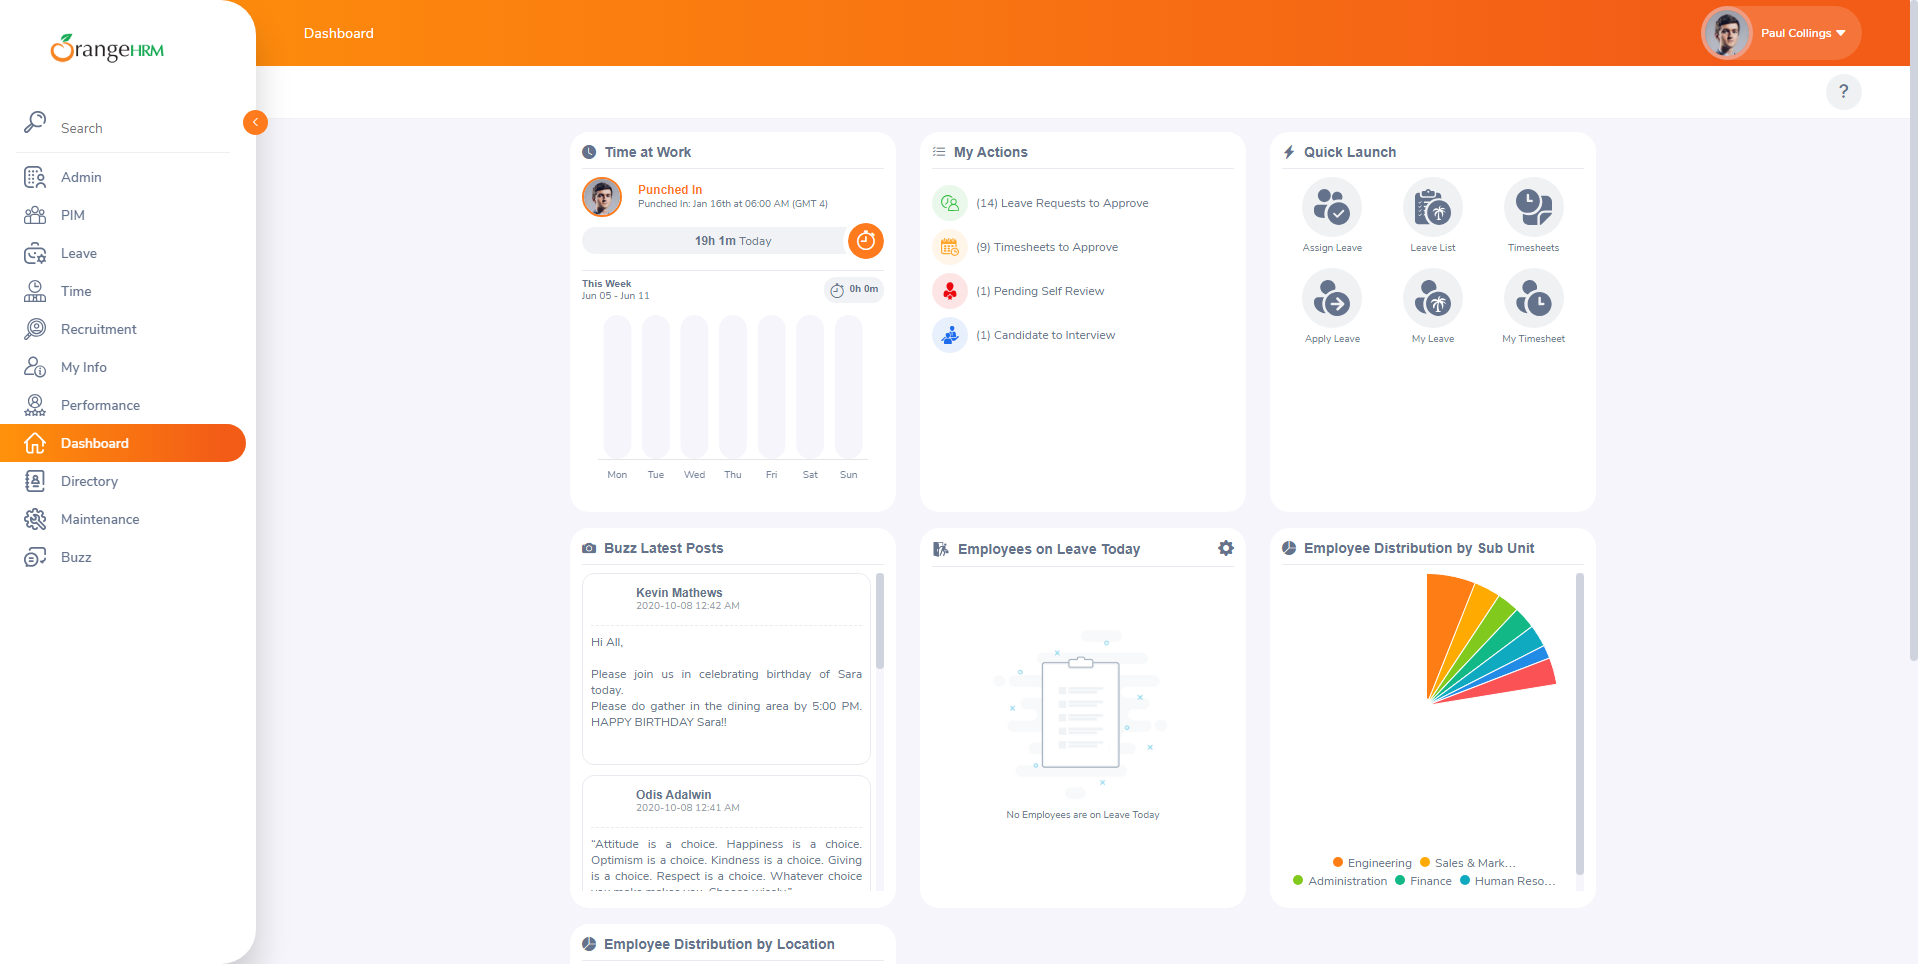 OrangeHRM
Dashboard
Paul Collings
?
Search
Admin
PIM
Leave
Time
Recruitment
My Info
Performance
Dashboard
Directory
Maintenance
Buzz
Time at Work
Punched In
Punched In: Jan 16th at 06:00 AM (GMT 4)
19h 1m Today
This Week
Jun 05 - Jun 11
0h 0m
Mon Tue Wed Thu Fri Sat Sun
My Actions
(14) Leave Requests to Approve
(9) Timesheets to Approve
(1) Pending Self Review
(1) Candidate to Interview
Quick Launch
Assign Leave Leave List Timesheets
Apply Leave My Leave My Timesheet
Buzz Latest Posts
Kevin Mathews
2020-10-08 12:42 AM
Hi All,
Please join us in celebrating birthday of Sara
today.
Please do gather in the dining area by 5:00 PM.
HAPPY BIRTHDAY Sara!!
Odis Adalwin
2020-10-08 12:41 AM
“Attitude is a choice. Happiness is a choice.
Optimism is a choice. Kindness is a choice. Giving
is a choice. Respect is a choice. Whatever choice
you make makes you. Choose wisely.”
Employees on Leave Today
No Employees are on Leave Today
Employee Distribution by Sub Unit
Engineering Sales & Mark...
Administration Finance Human Reso...
Employee Distribution by Location